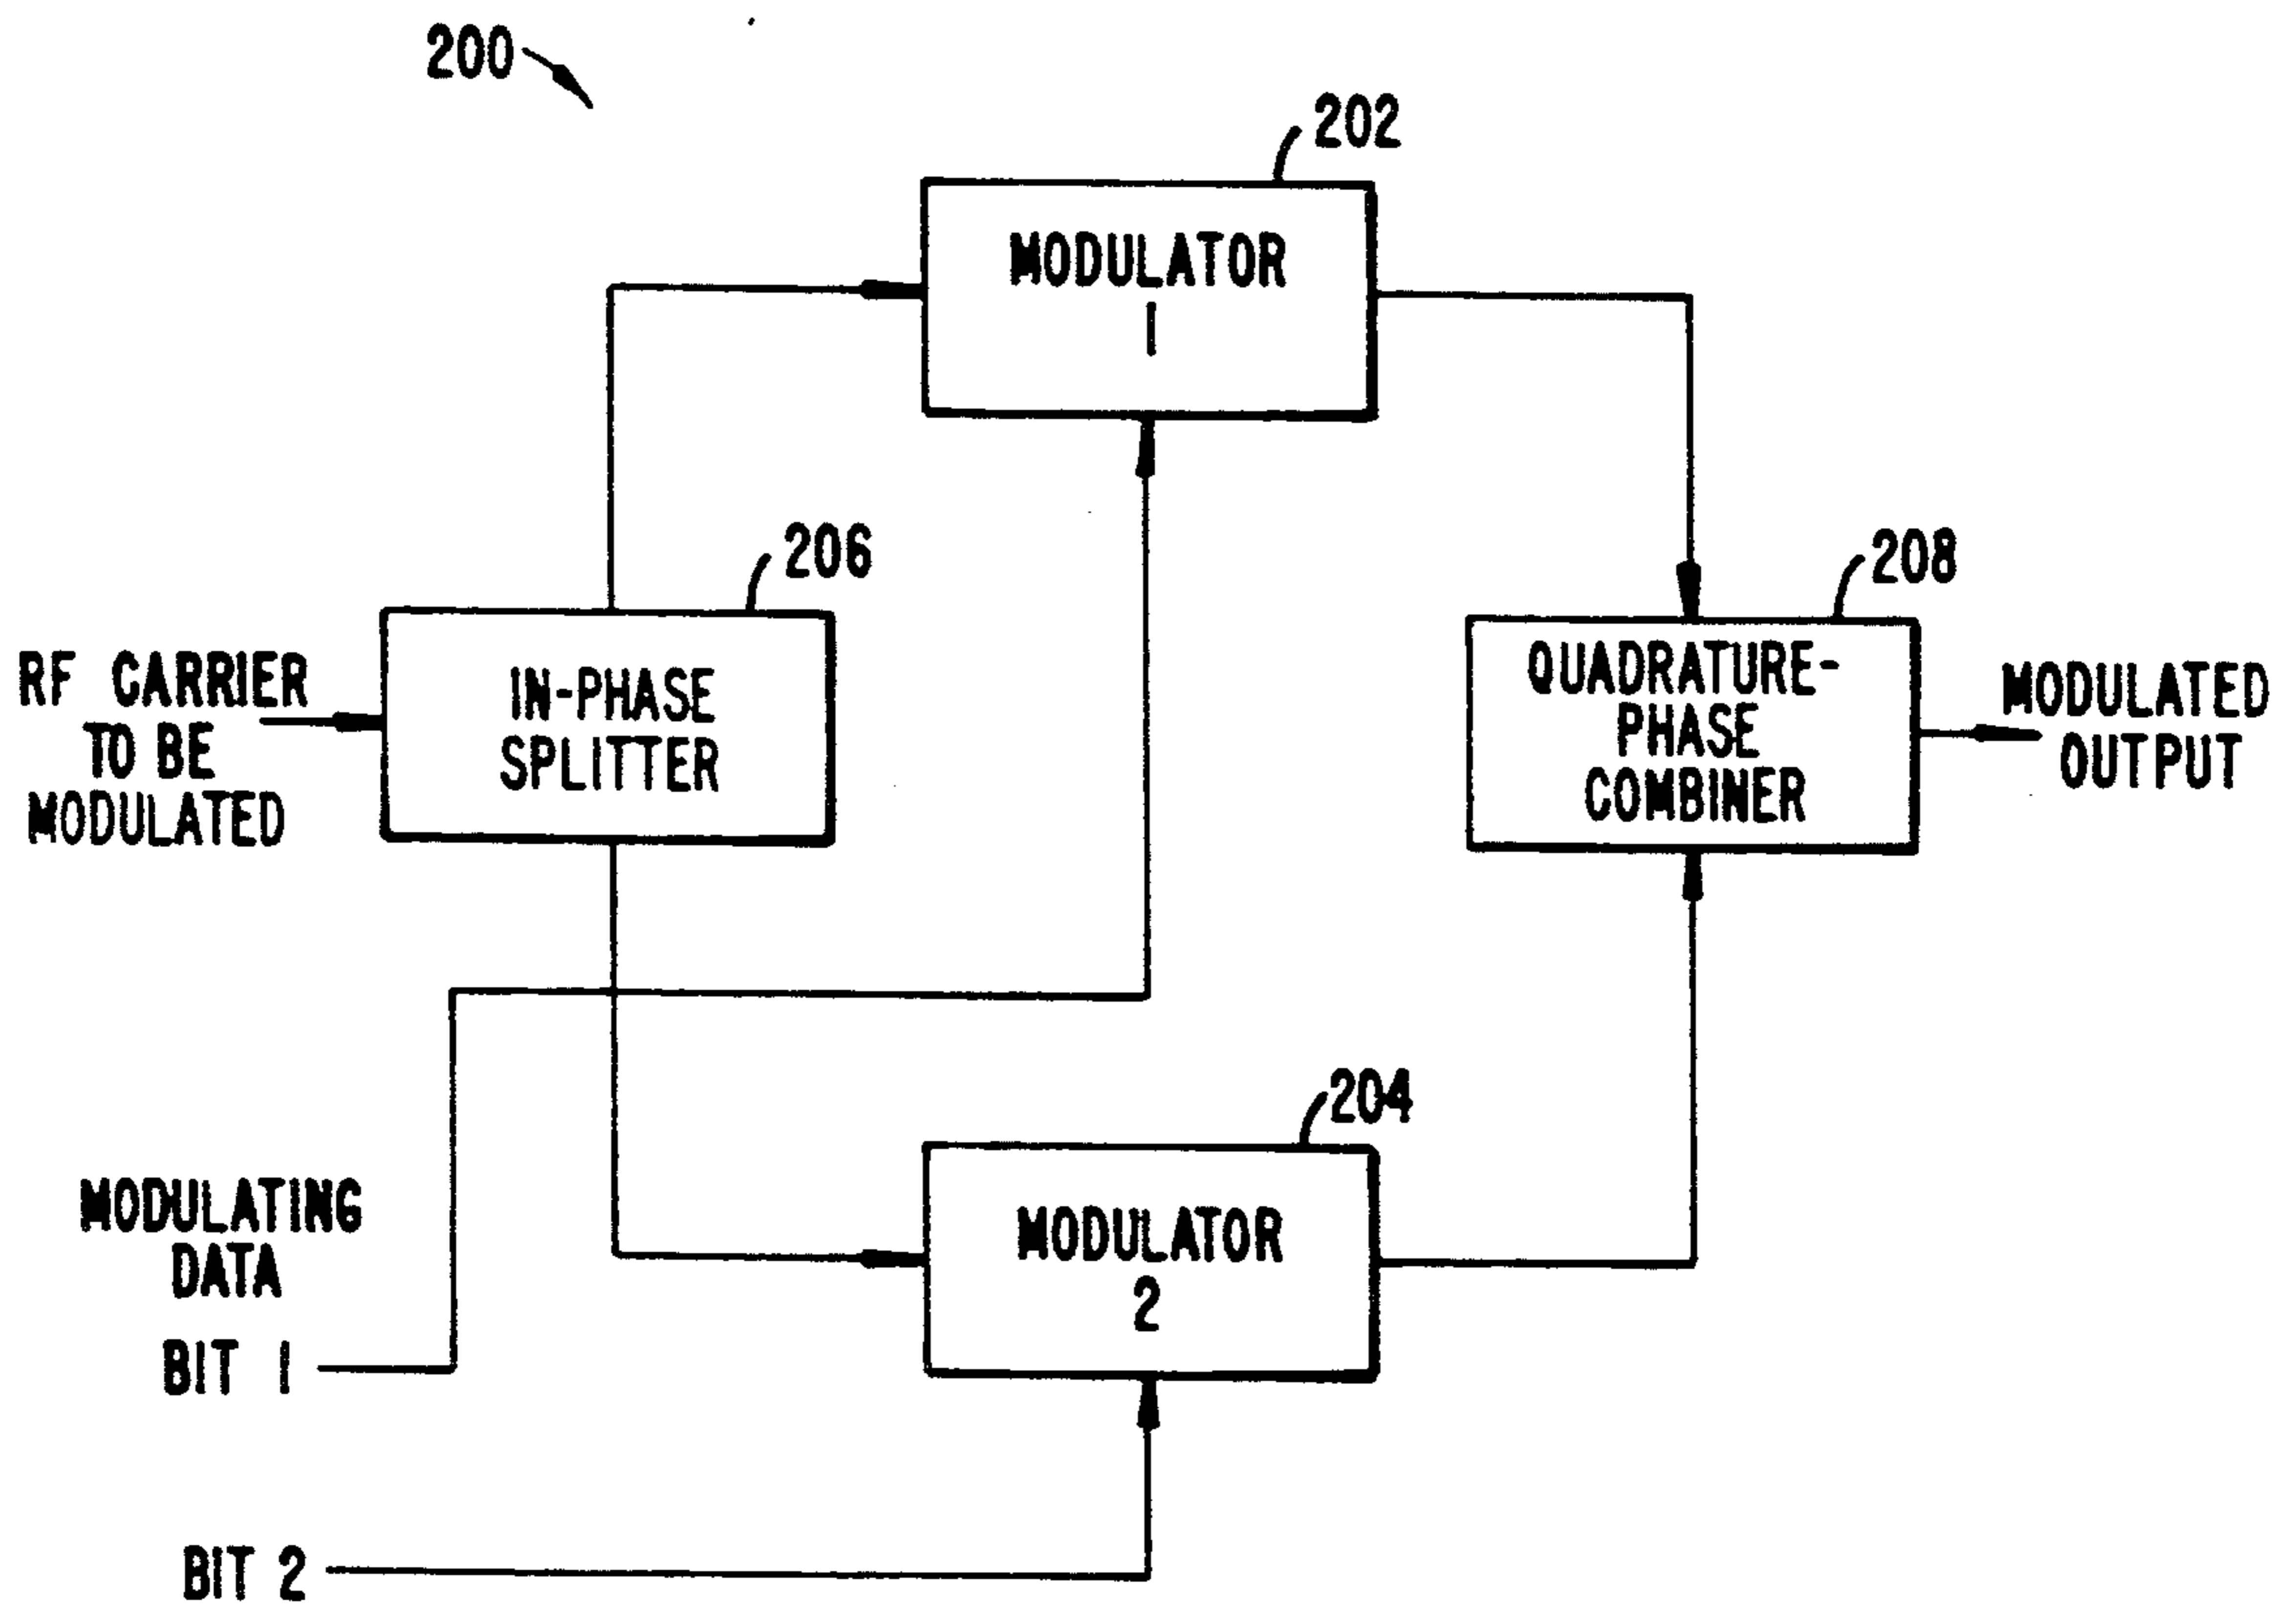 200
202
MODULATOR
1
206
208
RF CARRIER
TO BE
MODULATED
IN-PHASE
SPLITTER
QUADRATURE-
PHASE
COMBINER
MODULATED
OUTPUT
204
MODULATING
DATA
MODULATOR
2
BIT 1
BIT 2